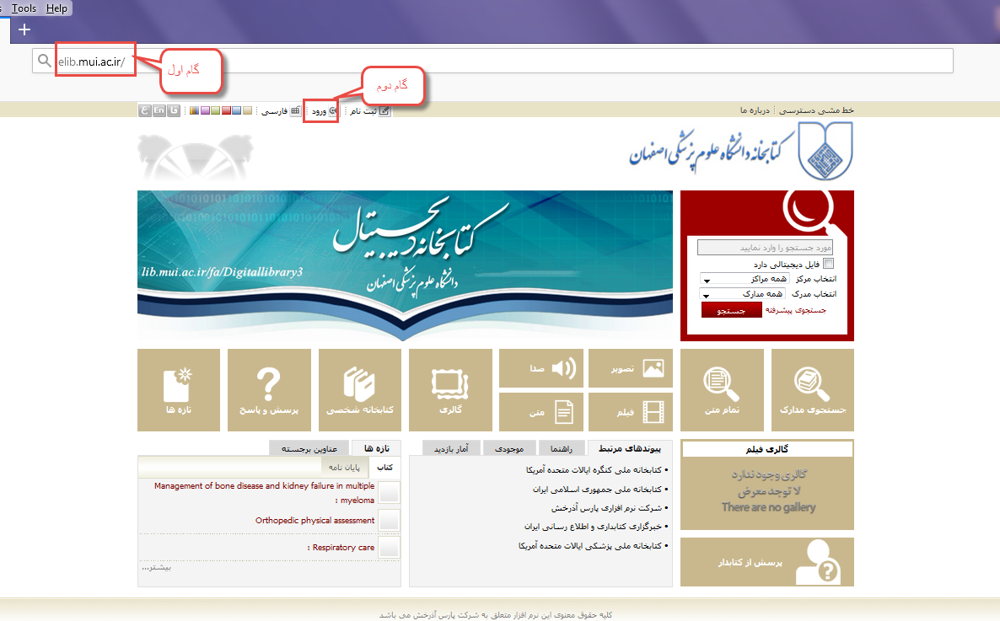 Tools Help
+
elib.mui.ac.ir/
گام اول
گام دوم
خط مشی دسترسی درباره ما
ثبت نام ورود فارسی فا En ع
کتابخانه دانشگاه علوم پزشکی اصفهان
کتابخانه دیجیتال
lib.mui.ac.ir/fa/Digitallibrary3
دانشگاه علوم پزشکی اصفهان
مورد جستجو را وارد نمایید
فایل دیجیتالی دارد
انتخاب مرکز همه مراکز
انتخاب مدرک همه مدارک
جستجوی پیشرفته جستجو
جستجوی مدارک
تمام متن
تصویر
صدا
فیلم
متن
گالری
کتابخانه شخصی
پرسش و پاسخ
تازه ها
گالری فیلم
گالری وجود ندارد
لا توجد معرض
There are no gallery
پرسش از کتابدار
پیوندهای مرتبط راهنما موجودی آمار بازدید
• کتابخانه ملی کنگره ایالات متحده آمریکا
• کتابخانه ملی جمهوری اسلامی ایران
• شرکت نرم افزاری پارس آذرخش
• خبرگزاری کتابداری و اطلاع رسانی ایران
• کتابخانه ملی پزشکی ایالات متحده آمریکا
تازه ها عناوین برجسته
کتاب پایان نامه
Management of bone disease and kidney failure in multiple
: myeloma
Orthopedic physical assessment
: Respiratory care
بیشتر...
کلیه حقوق معنوی این نرم افزار متعلق به شرکت پارس آذرخش می باشد